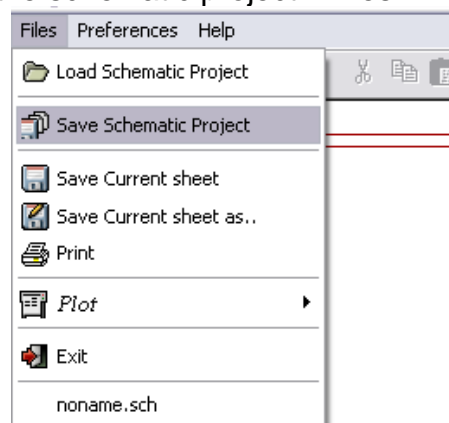 Files Preferences Help
Load Schematic Project
Save Schematic Project
Save Current sheet
Save Current sheet as..
Print
Plot
Exit
noname.sch